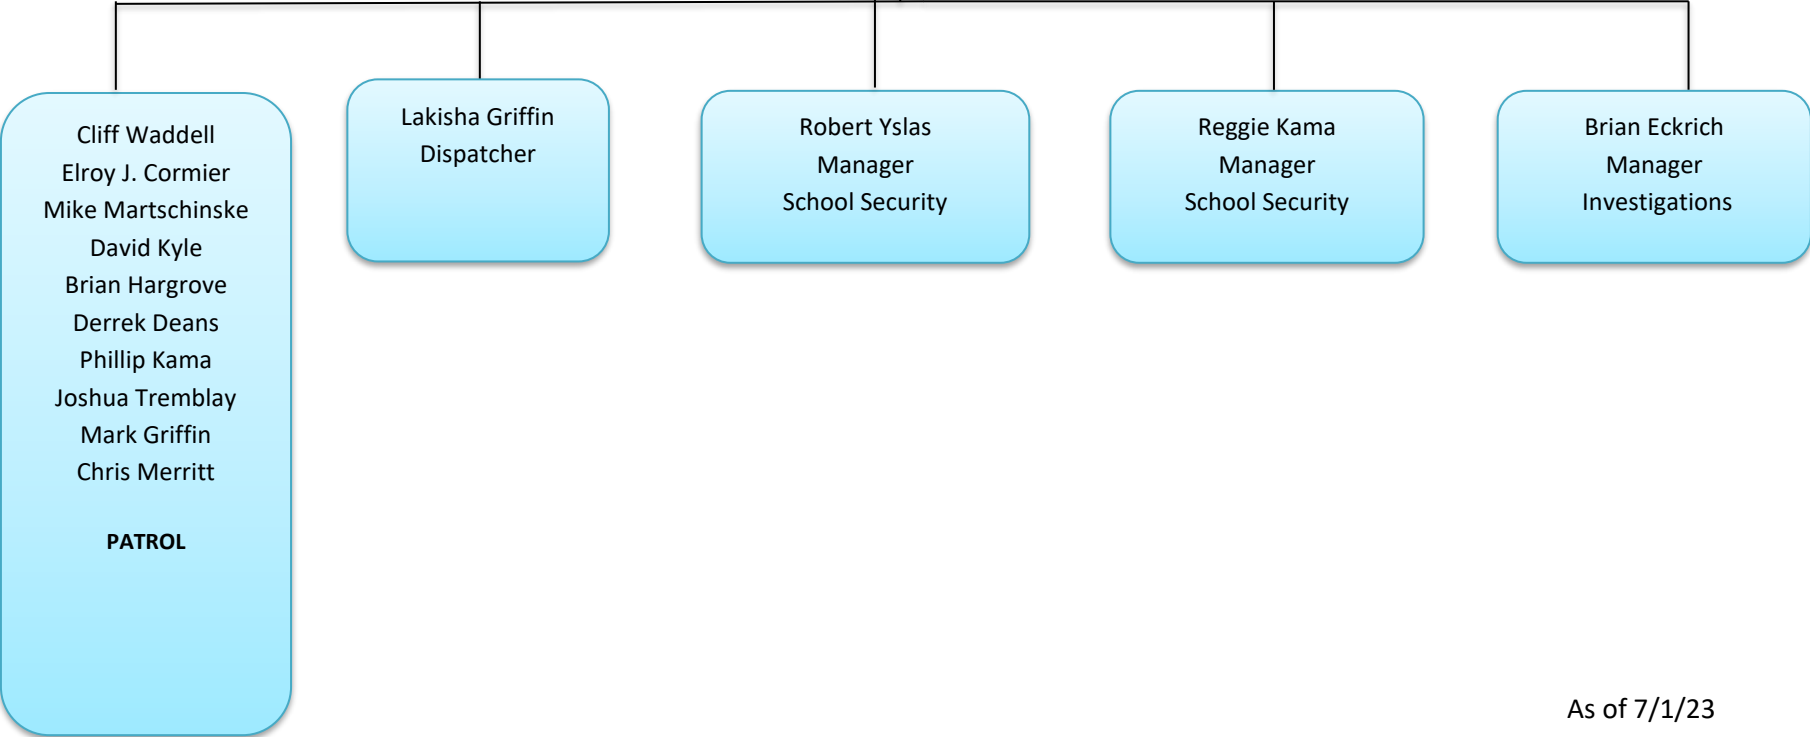 Cliff Waddell
Elroy J. Cormier
Mike Martschinske
David Kyle
Brian Hargrove
Derrek Deans
Phillip Kama
Joshua Tremblay
Mark Griffin
Chris Merritt
PATROL
Lakisha Griffin
Dispatcher
Robert Yslas
Manager
School Security
Reggie Kama
Manager
School Security
Brian Eckrich
Manager
Investigations
As of 7/1/23